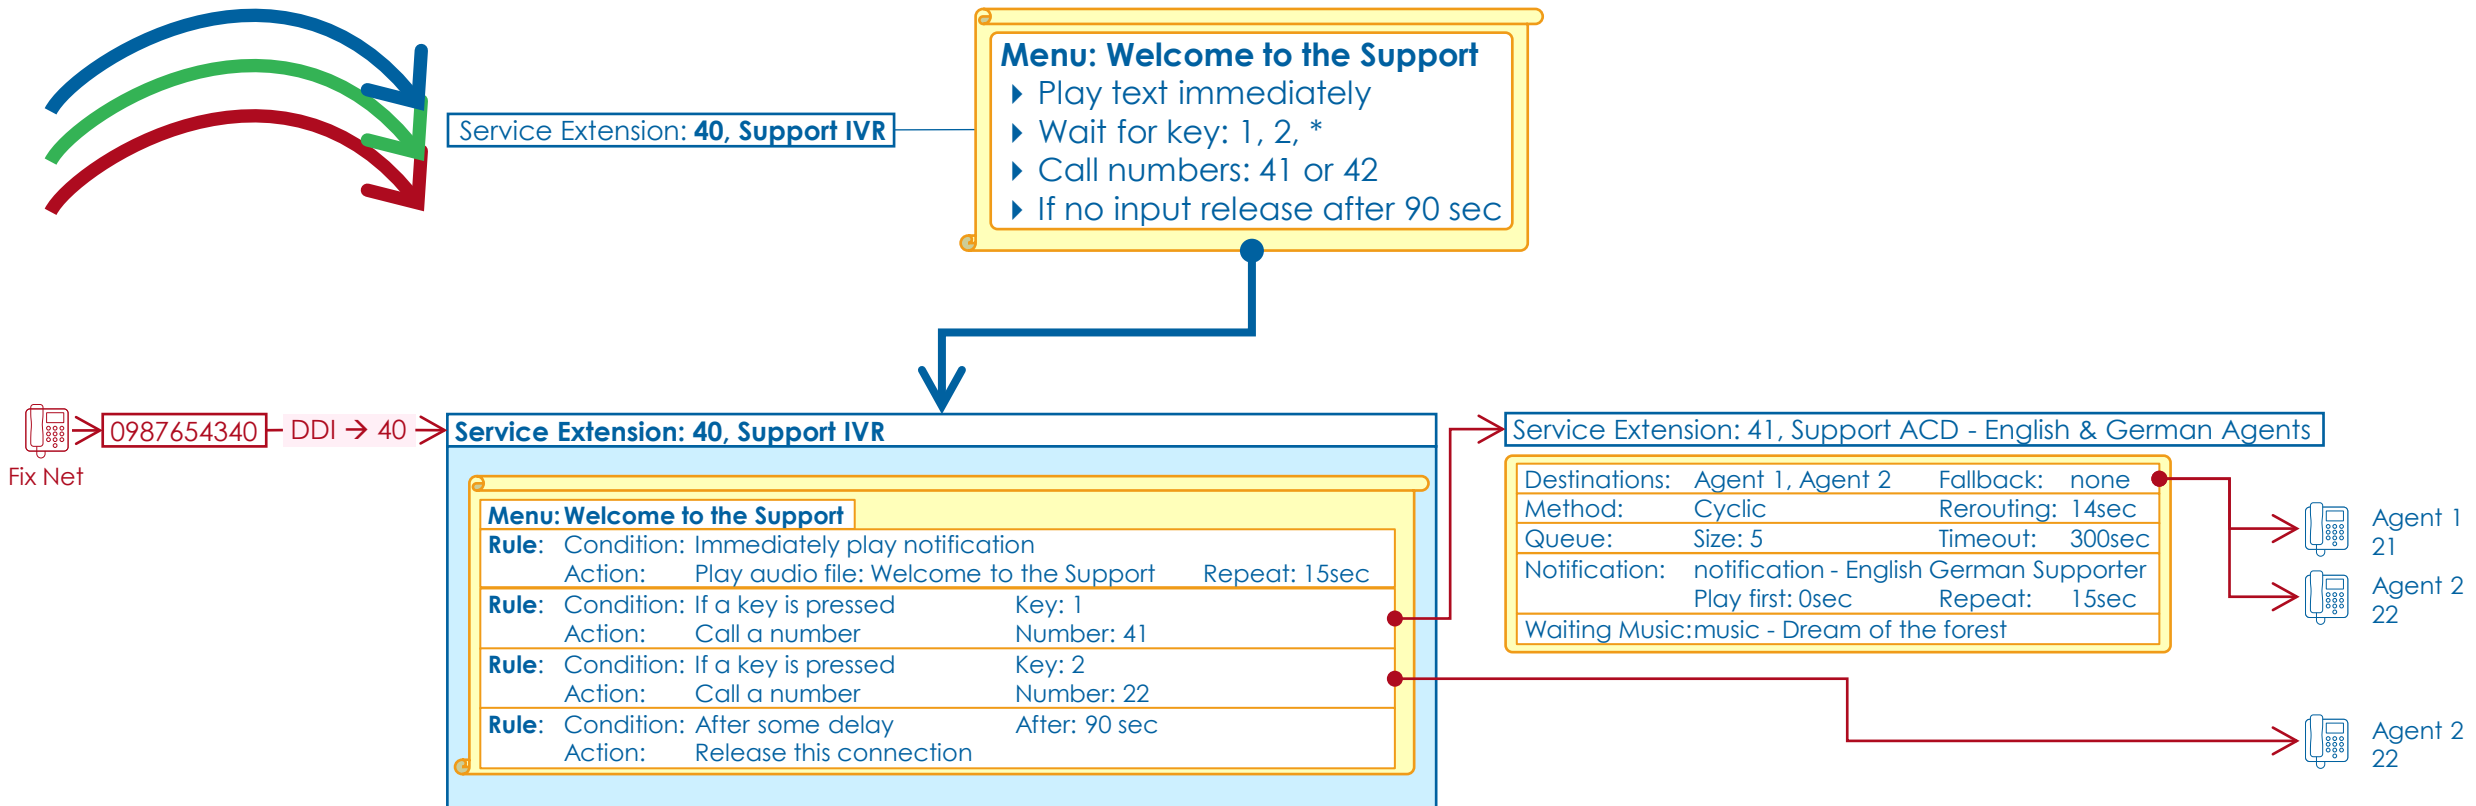 Menu: Welcome to the Support
Play text immediately
Wait for key: 1, 2, *
Call numbers: 41 or 42
If no input release after 90 sec
Service Extension: 40, Support IVR
Fix Net
0987654340
DDI → 40
Service Extension: 40, Support IVR
Menu: Welcome to the Support
Rule: Condition: Immediately play notification
Action: Play audio file: Welcome to the Support Repeat: 15sec
Rule: Condition: If a key is pressed Key: 1
Action: Call a number Number: 41
Rule: Condition: If a key is pressed Key: 2
Action: Call a number Number: 22
Rule: Condition: After some delay After: 90 sec
Action: Release this connection
Service Extension: 41, Support ACD - English & German Agents
Destinations: Agent 1, Agent 2 Fallback: none
Method: Cyclic Rerouting: 14sec
Queue: Size: 5 Timeout: 300sec
Notification: notification - English German Supporter
Play first: 0sec Repeat: 15sec
Waiting Music: music - Dream of the forest
Agent 1
21
Agent 2
22
Agent 2
22